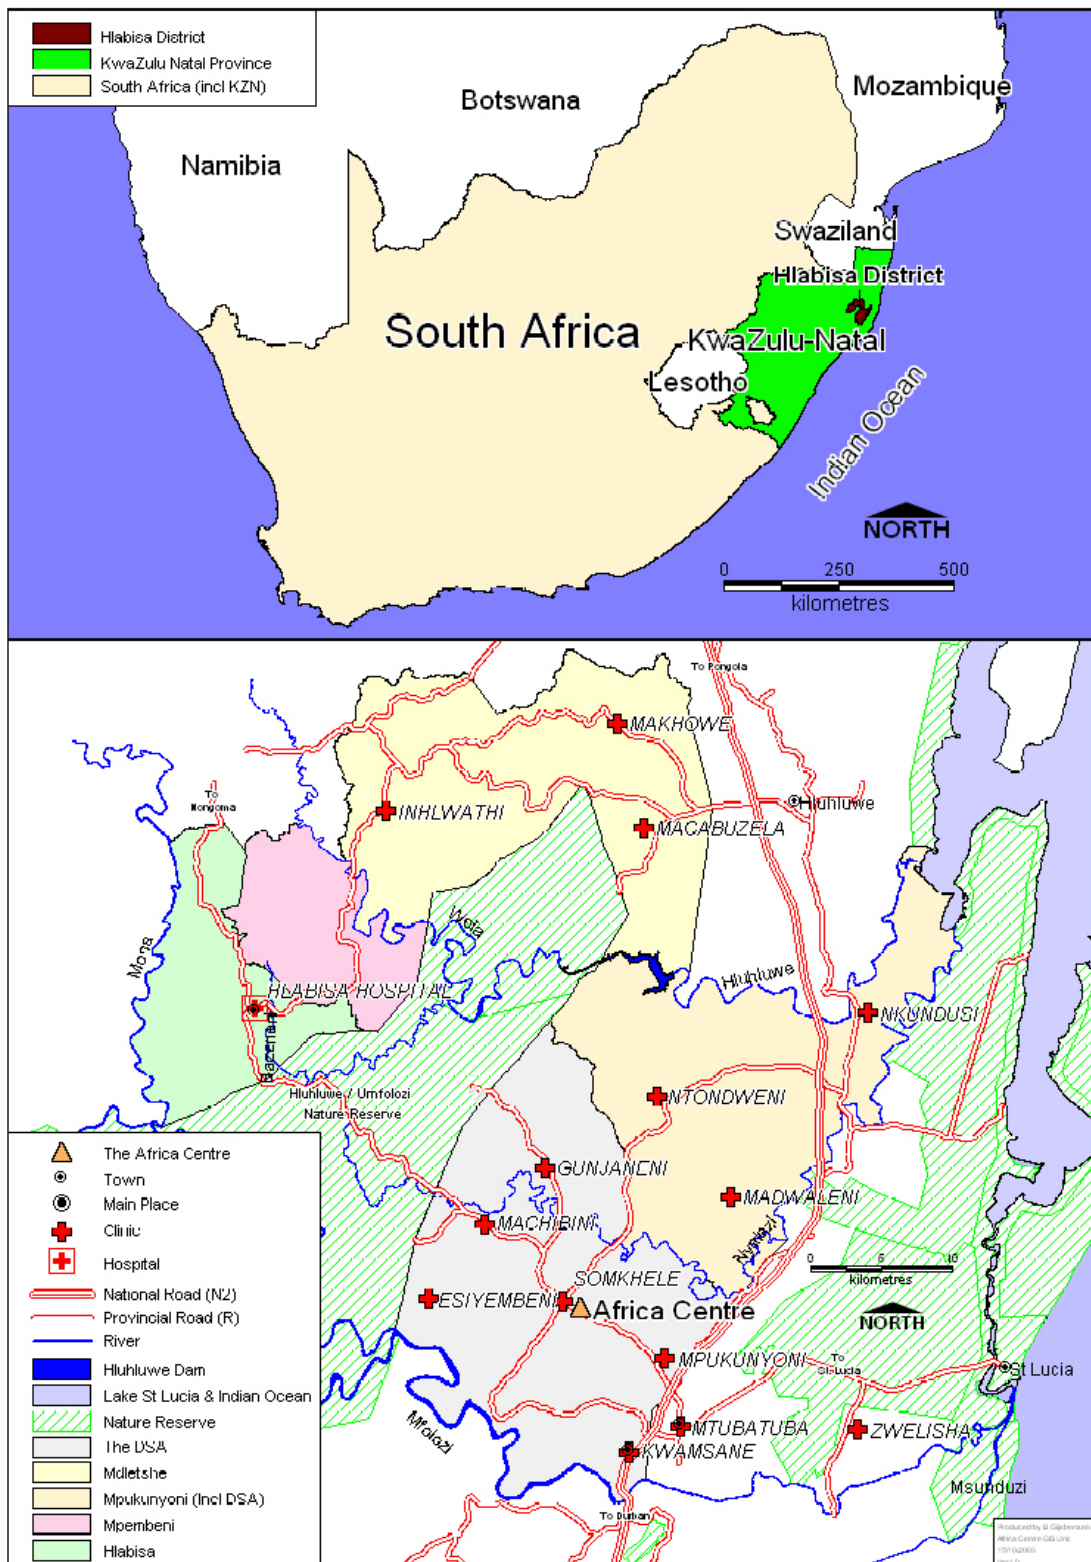 Hlabisa District
KwaZulu Natal Province
South Africa (incl KZN)
Botswana
Mozambique
Namibia
Swaziland
Hlabisa District
South Africa
KwaZulu-Natal
Lesotho
Indian Ocean
NORTH
0 250 500
kilometres
To Pongola
MAKHOWE
To
Nongoma
INHLWATHI
Hluhluwe
MACABUZELA
Mona
Wela
Hluhluwe
HLABISA HOSPITAL
NKUNDUSI
Hluhluwe / Umfolozi
Nature Reserve
NTONDWENI
GUNJANENI
MADWALENI
MACHIBINI
0 5 10
kilometres
SOMKHELE
ESIYEMBENI
Africa Centre
NORTH
MPUKUNYONI
To
St Lucia
St Lucia
Mfolozi
MTUBATUBA
ZWELISHA
KWAMSANE
Msunduzi
To Durban
The Africa Centre
Town
Main Place
Clinic
Hospital
National Road (N2)
Provincial Road (R)
River
Hluhluwe Dam
Lake St Lucia & Indian Ocean
Nature Reserve
The DSA
Mdletshe
Mpukunyoni (Incl DSA)
Mpembeni
Hlabisa
Africa Centre GIS Unit